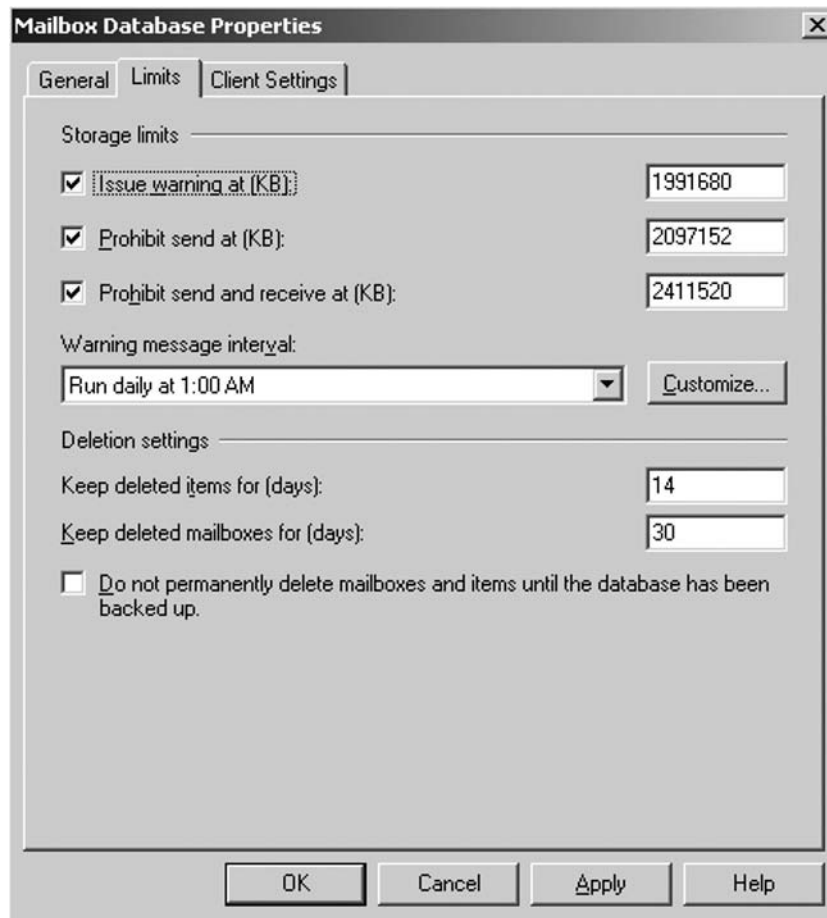 Mailbox Database Properties
General Limits Client Settings
Storage limits
Issue warning at (KB): 1991680
Prohibit send at (KB): 2097152
Prohibit send and receive at (KB): 2411520
Warning message interval:
Run daily at 1:00 AM Customize...
Deletion settings
Keep deleted items for (days): 14
Keep deleted mailboxes for (days): 30
Do not permanently delete mailboxes and items until the database has been
backed up.
OK Cancel Apply Help